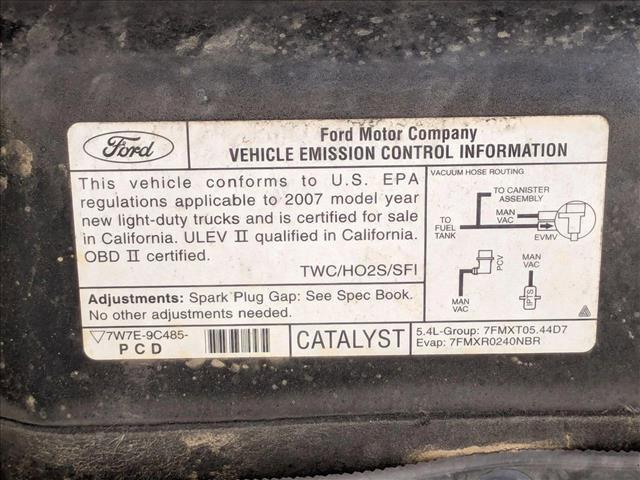 Ford
Ford Motor Company
VEHICLE EMISSION CONTROL INFORMATION
This vehicle conforms to U.S. EPA
regulations applicable to 2007 model year
new light-duty trucks and is certified for sale
in California. ULEV II qualified in California.
OBD II certified.
TWC/HO2S/SFI
Adjustments: Spark Plug Gap: See Spec Book.
No other adjustments needed.
VACUUM HOSE ROUTING
TO CANISTER
ASSEMBLY
TO
FUEL
TANK
MAN
VAC
EVMV
PCV
MAN
VAC
MAN
VAC
IPTS
7W7E-9C485-
PCD
CATALYST
5.4L-Group: 7FMXT05.44D7
Evap: 7FMXR0240NBR